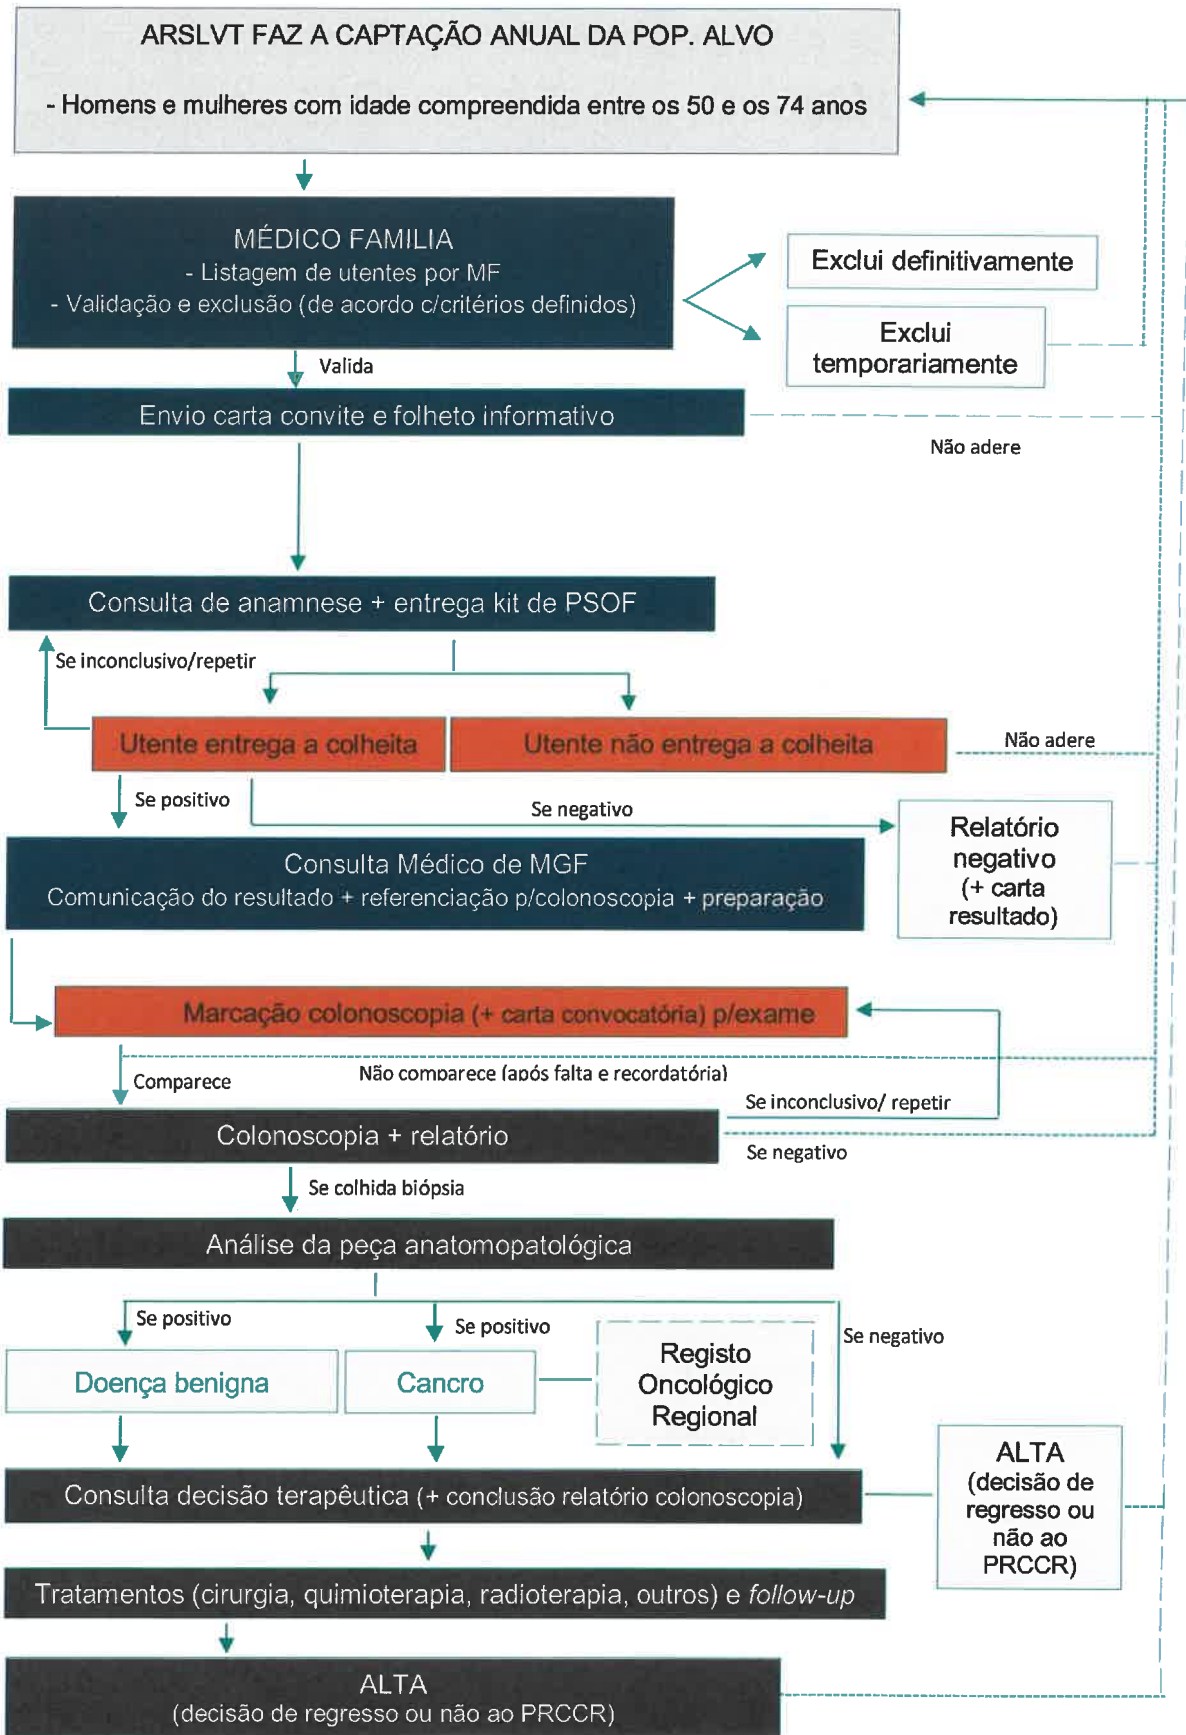 ARSLVT FAZ A CAPTAÇÃO ANUAL DA POP. ALVO
- Homens e mulheres com idade compreendida entre os 50 e os 74 anos
MÉDICO FAMILIA
- Listagem de utentes por MF
- Validação e exclusão (de acordo c/critérios definidos)
Exclui definitivamente
Exclui
temporariamente
Valida
Envio carta convite e folheto informativo
Não adere
Consulta de anamnese + entrega kit de PSOF
Se inconclusivo/repetir
Utente entrega a colheita
Utente não entrega a colheita
Não adere
Se positivo
Se negativo
Relatório
negativo
(+ carta
resultado)
Consulta Médico de MGF
Comunicação do resultado + referenciação p/colonoscopia + preparação
Marcação colonoscopia (+ carta convocatória) p/exame
Não comparece (após falta e recordatória)
Comparece
Se inconclusivo/ repetir
Colonoscopia + relatório
Se negativo
Se colhida biópsia
Análise da peça anatomopatológica
Se positivo
Se positivo
Se negativo
Doença benigna
Cancro
Registo
Oncológico
Regional
Consulta decisão terapêutica (+ conclusão relatório colonoscopia)
ALTA
(decisão de
regresso ou
não ao
PRCCR)
Tratamentos (cirurgia, quimioterapia, radioterapia, outros) e follow-up
ALTA
(decisão de regresso ou não ao PRCCR)